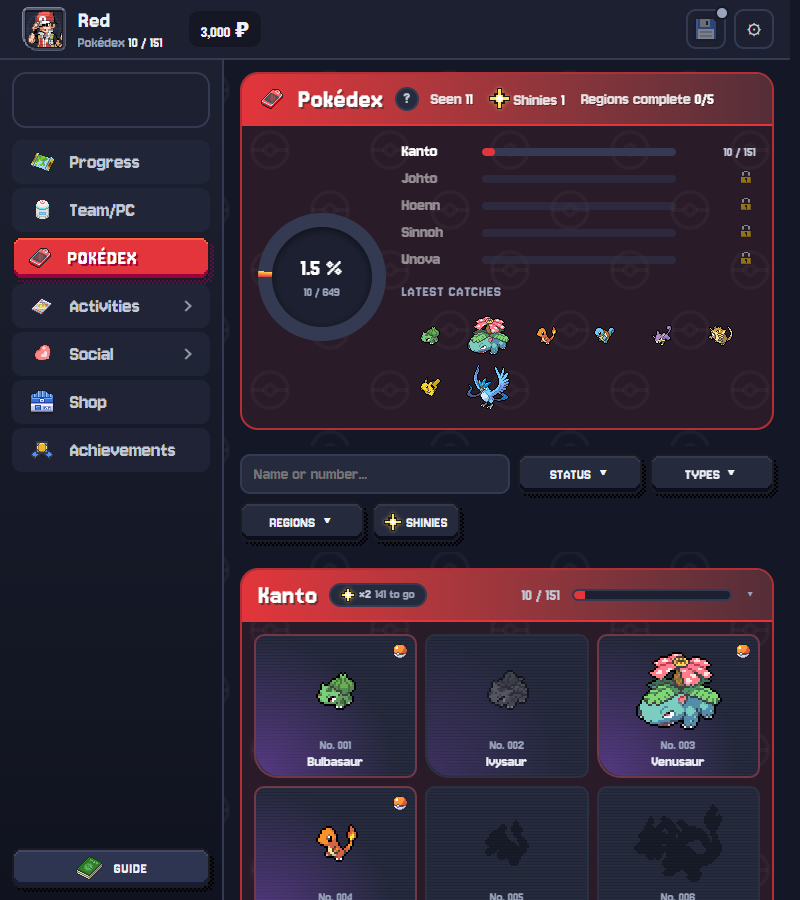 Red
Pokédex 10 / 151
3,000 ₽
Progress
Team/PC
POKÉDEX
Activities
Social
Shop
Achievements
GUIDE
Pokédex ? Seen 11 Shinies 1 Regions complete 0/5
Kanto 10 / 151
Johto
Hoenn
Sinnoh
Unova
1.5 %
10 / 649
LATEST CATCHES
Name or number...
STATUS ▼
TYPES ▼
REGIONS ▼
SHINIES
Kanto ×2 141 to go 10 / 151 ▼
No. 001
Bulbasaur
No. 002
Ivysaur
No. 003
Venusaur
No. 004
No. 005
No. 006